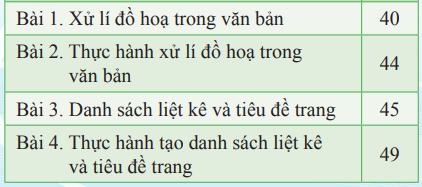 Bài 1. Xử lí đồ hoạ trong văn bản 40
Bài 2. Thực hành xử lí đồ hoạ trong
văn bản 44
Bài 3. Danh sách liệt kê và tiêu đề trang 45
Bài 4. Thực hành tạo danh sách liệt kê
và tiêu đề trang 49